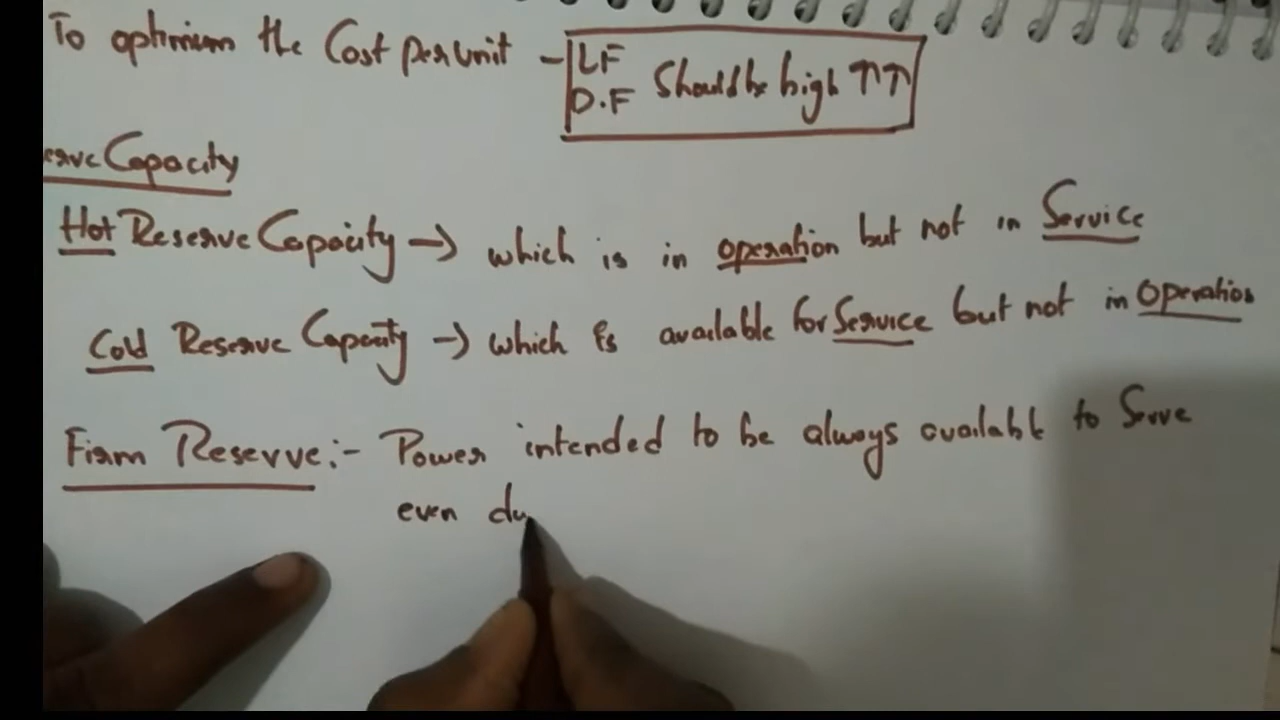 To optimium the Cost per unit - LF
D.F Should be high ↑↑
erve Capacity
Hot Reserve Capacity → which is in operation but not in Service
Cold Reserve Capacity → which is available for Service but not in Operation
Firm Reserve:- Power intended to be always available to Serve
even du